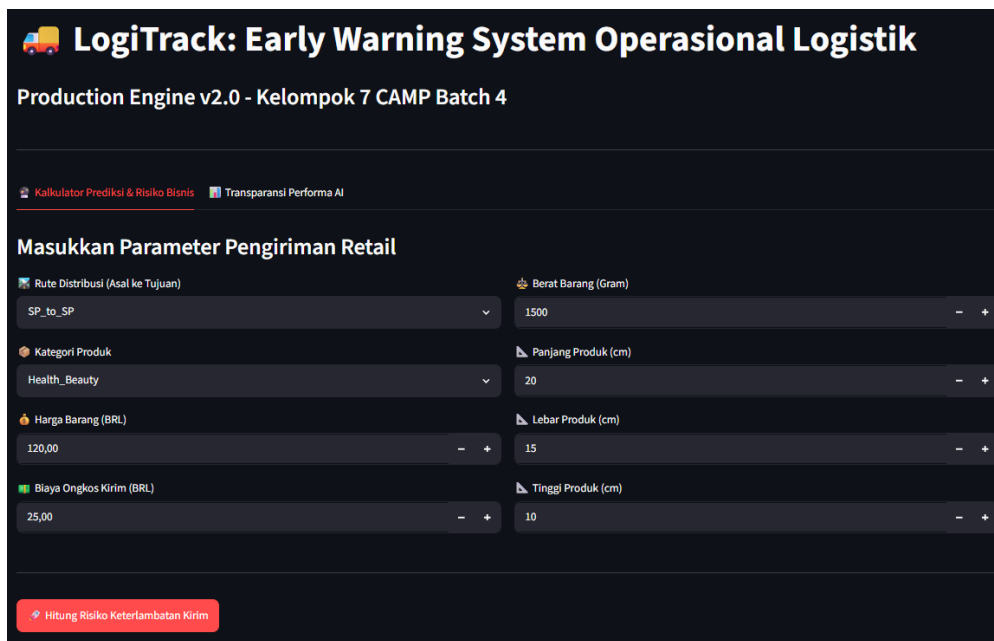 LogiTrack: Early Warning System Operasional Logistik
Production Engine v2.0 - Kelompok 7 CAMP Batch 4
Kalkulator Prediksi & Risiko Bisnis
Transparansi Performa AI
Masukkan Parameter Pengiriman Retail
Rute Distribusi (Asal ke Tujuan)
SP_to_SP
Kategori Produk
Health_Beauty
Harga Barang (BRL)
120,00
Biaya Ongkos Kirim (BRL)
25,00
Berat Barang (Gram)
1500
Panjang Produk (cm)
20
Lebar Produk (cm)
15
Tinggi Produk (cm)
10
Hitung Risiko Keterlambatan Kirim